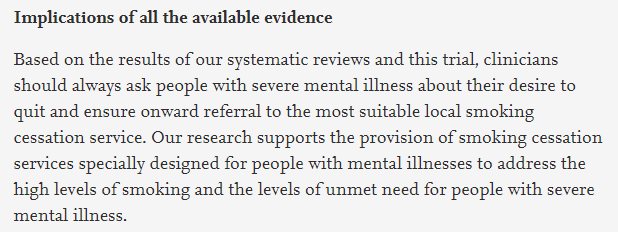 Implications of all the available evidence
Based on the results of our systematic reviews and this trial, clinicians
should always ask people with severe mental illness about their desire to
quit and ensure onward referral to the most suitable local smoking
cessation service. Our research supports the provision of smoking cessation
services specially designed for people with mental illnesses to address the
high levels of smoking and the levels of unmet need for people with severe
mental illness.